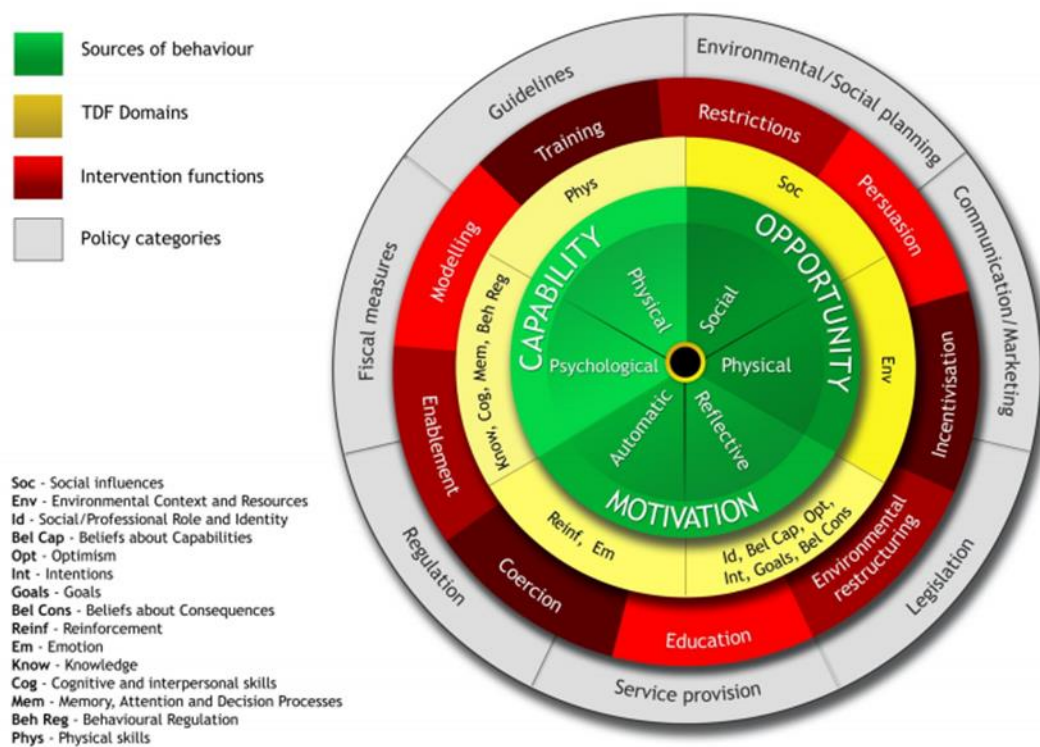 Sources of behaviour
TDF Domains
Intervention functions
Policy categories
Soc - Social influences
Env - Environmental Context and Resources
Id - Social/Professional Role and Identity
Bel Cap - Beliefs about Capabilities
Opt - Optimism
Int - Intentions
Goals - Goals
Bel Cons - Beliefs about Consequences
Reinf - Reinforcement
Em - Emotion
Know - Knowledge
Cog - Cognitive and interpersonal skills
Mem - Memory, Attention and Decision Processes
Beh Reg - Behavioural Regulation
Phys - Physical skills
Guidelines
Environmental/Social planning
Communication/Marketing
Legislation
Service provision
Regulation
Fiscal measures
Training
Restrictions
Persuasion
Incentivisation
Environmental
restructuring
Education
Coercion
Enablement
Modelling
Phys
Soc
Env
Id, Bel Cap, Opt,
Int, Goals, Bel Cons
Reinf, Em
Know, Cog, Mem, Beh Reg
CAPABILITY
OPPORTUNITY
MOTIVATION
Physical
Social
Physical
Reflective
Automatic
Psychological